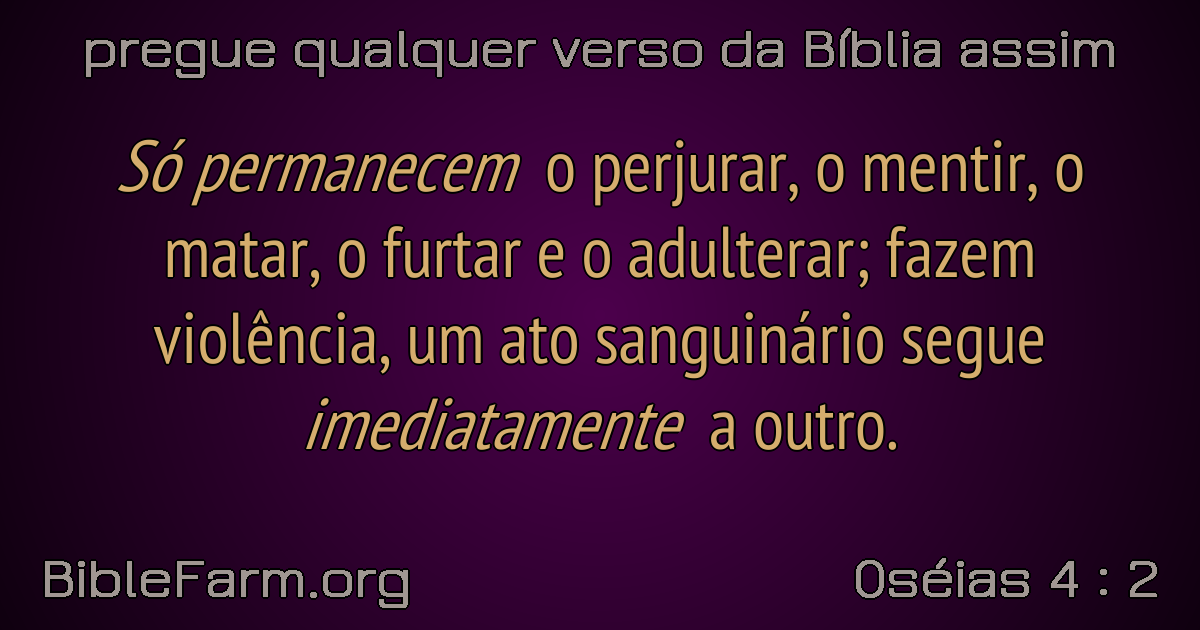 pregue qualquer verso da Bíblia assim
Só permanecem o perjurar, o mentir, o
matar, o furtar e o adulterar; fazem
violência, um ato sanguinário segue
imediatamente a outro.
BibleFarm.org
Oséias 4 : 2